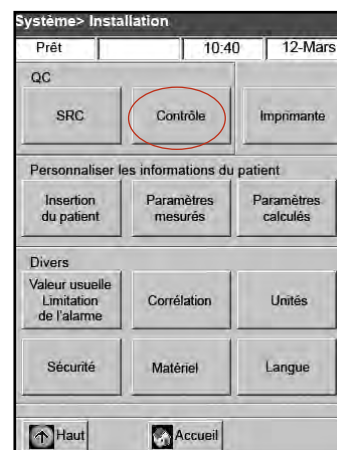 Système> Installation
Prêt 10:40 12-Mars
QC
SRC Contrôle Imprimante
Personnaliser les informations du patient
Insertion
du patient
Paramètres
mesurés
Paramètres
calculés
Divers
Valeur usuelle
Limitation
de l'alarme
Corrélation
Unités
Sécurité Matériel Langue
Haut Accueil